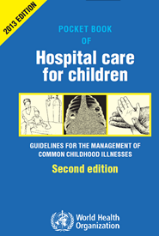 2013 EDITION
POCKET BOOK
OF
Hospital care
for children
GUIDELINES FOR THE MANAGEMENT OF
COMMON CHILDHOOD ILLNESSES
Second edition
World Health
Organization